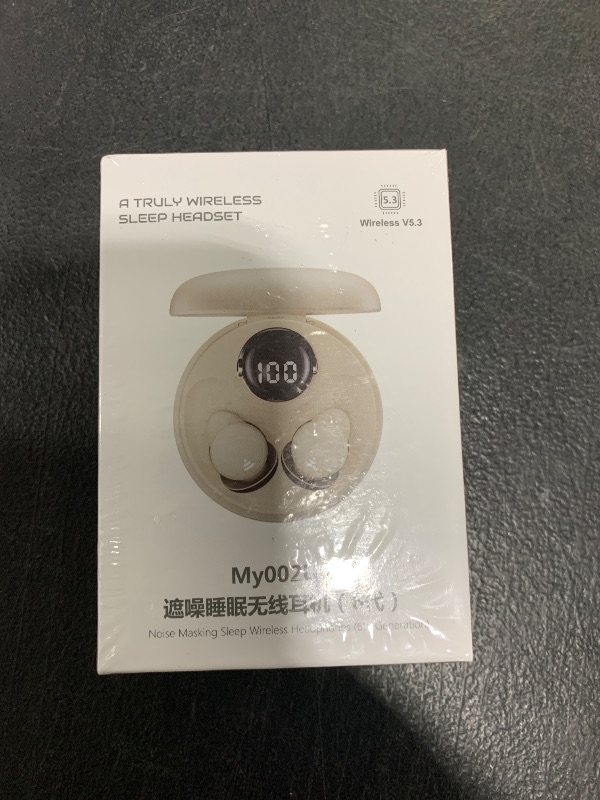 A TRULY WIRELESS
SLEEP HEADSET
5.3
Wireless V5.3
100
遮噪睡眠无线耳机
Noise Masking Sleep Wireless Headphones Generation